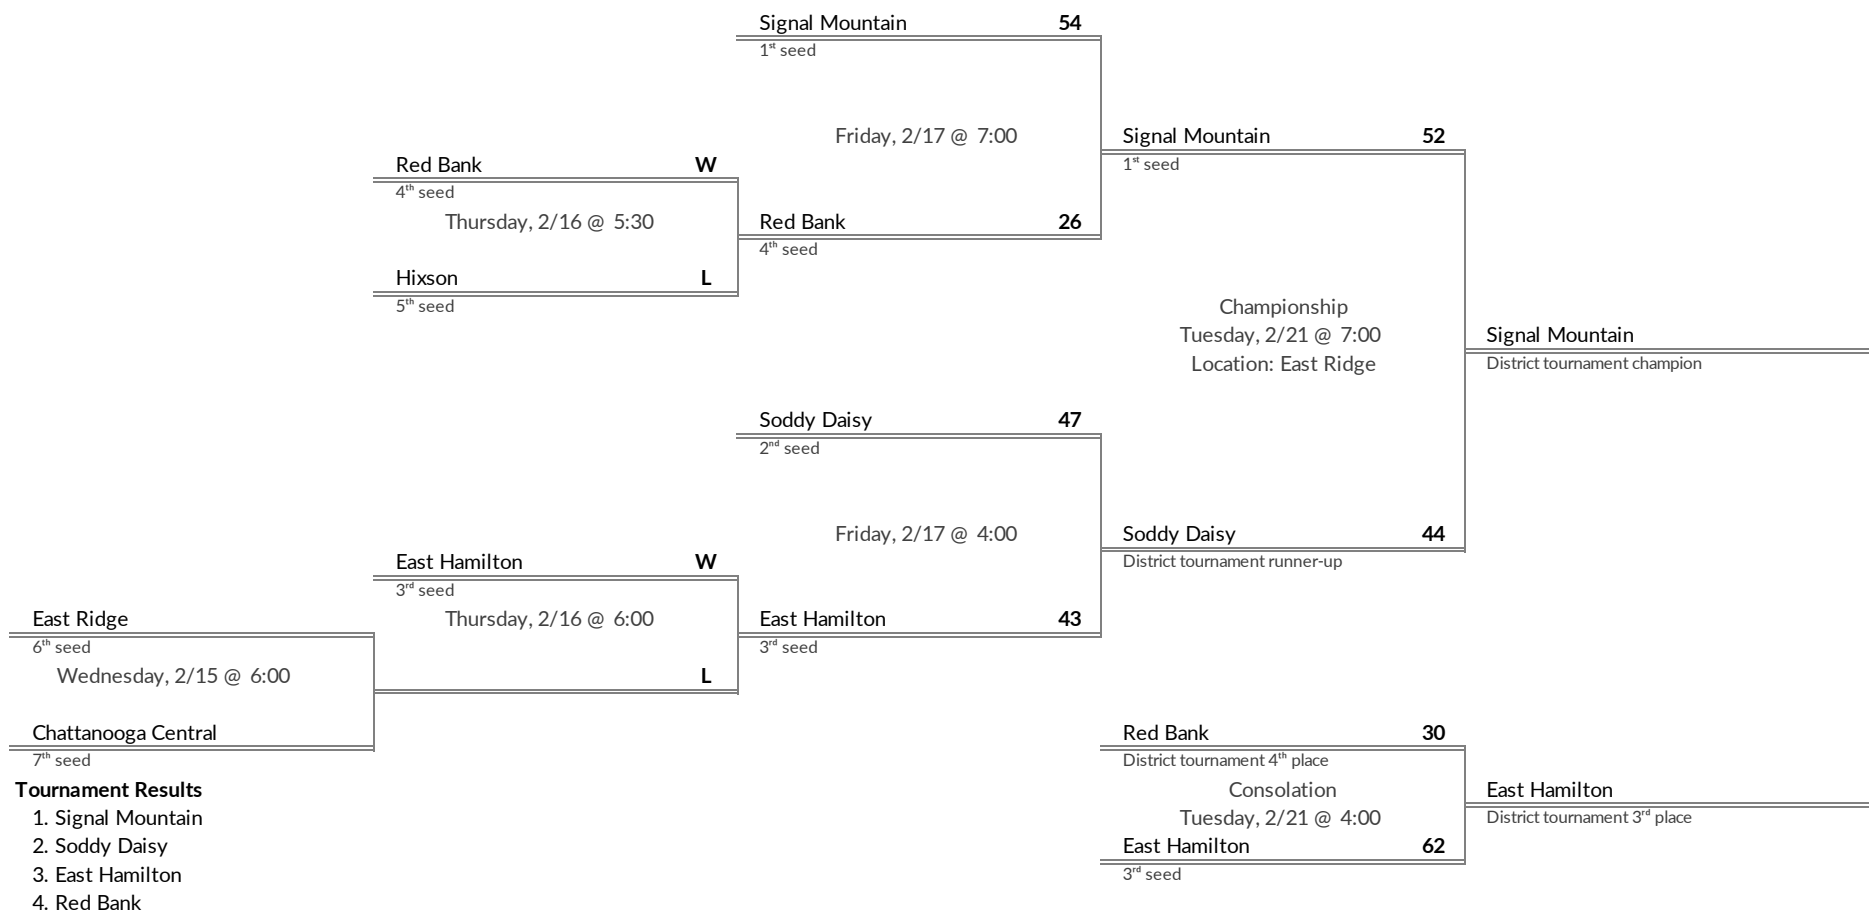 Signal Mountain 54
1st seed
Friday, 2/17 @ 7:00
Signal Mountain 52
1st seed
Red Bank W
4th seed
Thursday, 2/16 @ 5:30
Red Bank 26
4th seed
Hixson L
5th seed
Championship
Tuesday, 2/21 @ 7:00
Location: East Ridge
Signal Mountain
District tournament champion
Soddy Daisy 47
2nd seed
Friday, 2/17 @ 4:00
Soddy Daisy 44
District tournament runner-up
East Hamilton W
3rd seed
Thursday, 2/16 @ 6:00
East Hamilton 43
3rd seed
East Ridge
6th seed
Wednesday, 2/15 @ 6:00
L
Chattanooga Central
7th seed
Red Bank 30
District tournament 4th place
Consolation
Tuesday, 2/21 @ 4:00
East Hamilton 62
3rd seed
East Hamilton
District tournament 3rd place
Tournament Results
1. Signal Mountain
2. Soddy Daisy
3. East Hamilton
4. Red Bank